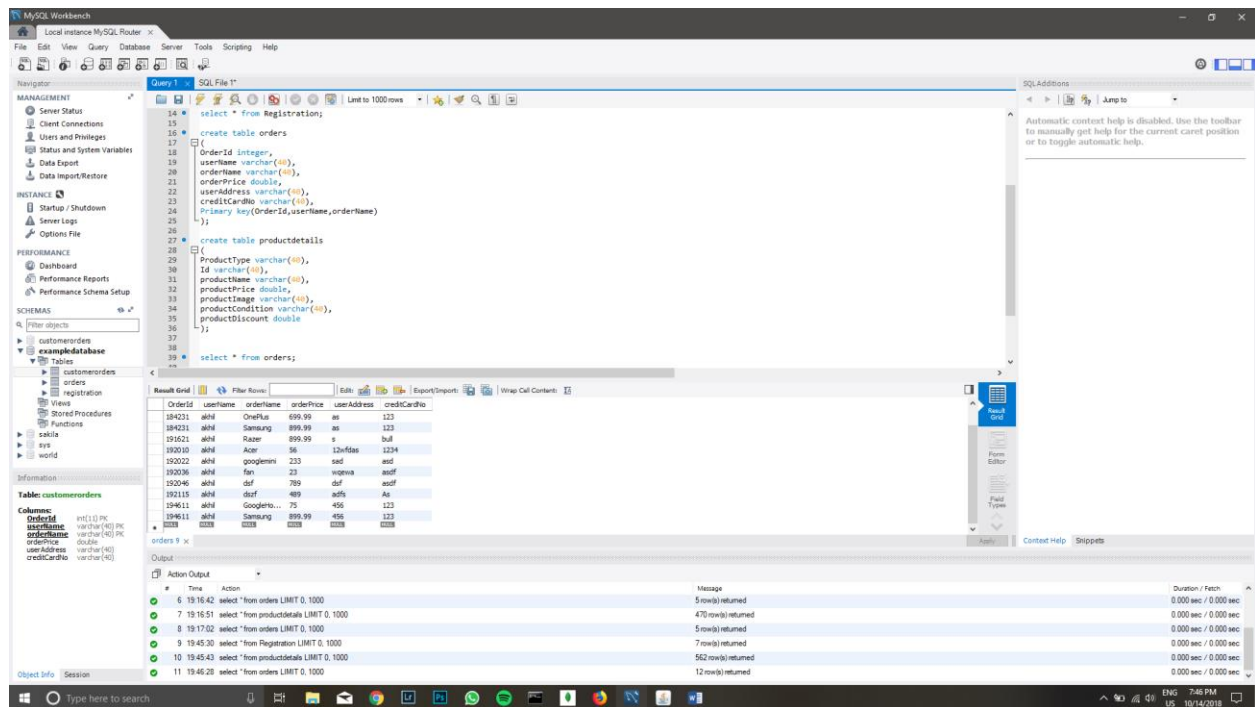 MySQL Workbench
Local instance MySQL Router ×
File Edit View Query Database Server Tools Scripting Help
Navigator
MANAGEMENT
Server Status
Client Connections
Users and Privileges
Status and System Variables
Data Export
Data Import/Restore
INSTANCE
Startup / Shutdown
Server Logs
Options File
PERFORMANCE
Dashboard
Performance Reports
Performance Schema Setup
SCHEMAS
Filter objects
customerorders
exampledatabase
Tables
customerorders
orders
registration
Views
Stored Procedures
Functions
sakila
sys
world
Information
Table: customerorders
Columns:
OrderId int(11) PK
userName varchar(40) PK
orderName varchar(40) PK
orderPrice double
userAddress varchar(40)
creditCardNo varchar(40)
Object Info Session
Query 1 × SQL File 1*
Limit to 1000 rows
14 select * from Registration;
15
16 create table orders
17 (
18 OrderId integer,
19 userName varchar(40),
20 orderName varchar(40),
21 orderPrice double,
22 userAddress varchar(40),
23 creditCardNo varchar(40),
24 Primary key(OrderId,userName,orderName)
25 );
26
27 create table productdetails
28 (
29 ProductType varchar(40),
30 Id varchar(40),
31 productName varchar(40),
32 productPrice double,
33 productImage varchar(40),
34 productCondition varchar(40),
35 productDiscount double
36 );
37
38
39 select * from orders;
Result Grid Filter Rows: Edit: Export/Import: Wrap Cell Content:
OrderId userName orderName orderPrice userAddress creditCardNo
184231 akhil OnePlus 699.99 as 123
184231 akhil Samsung 899.99 as 123
191621 akhil Razer 899.99 s bull
192010 akhil Acer 56 12wfdas 1234
192022 akhil googlemini 233 sad asd
192036 akhil fan 23 wqewa asdf
192046 akhil dsf 789 dsf asdf
192115 akhil dszf 489 adfs As
194611 akhil GoogleHo... 75 456 123
194611 akhil Samsung 899.99 456 123
NULL NULL NULL NULL NULL NULL
Result Grid
Form Editor
Field Types
orders 9 × Apply
Output
Action Output
# Time Action Message Duration / Fetch
6 19:16:42 select * from orders LIMIT 0, 1000 5 row(s) returned 0.000 sec / 0.000 sec
7 19:16:51 select * from productdetails LIMIT 0, 1000 470 row(s) returned 0.000 sec / 0.000 sec
8 19:17:02 select * from orders LIMIT 0, 1000 5 row(s) returned 0.000 sec / 0.000 sec
9 19:45:30 select * from Registration LIMIT 0, 1000 7 row(s) returned 0.000 sec / 0.000 sec
10 19:45:43 select * from productdetails LIMIT 0, 1000 562 row(s) returned 0.000 sec / 0.000 sec
11 19:46:28 select * from orders LIMIT 0, 1000 12 row(s) returned 0.000 sec / 0.000 sec
SQLAdditions
Jump to
Automatic context help is disabled. Use the toolbar
to manually get help for the current caret position
or to toggle automatic help.
Context Help Snippets
Type here to search
Lr Ps
ENG 7:46 PM
US 10/14/2018